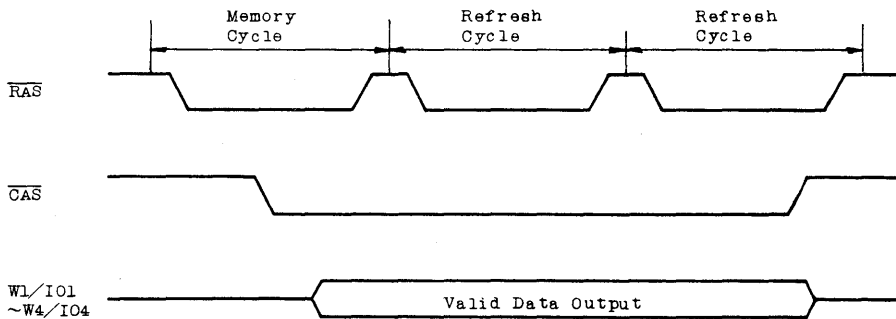 Memory Cycle
Refresh Cycle
Refresh Cycle
RAS
CAS
W1/IO1
~W4/IO4
Valid Data Output